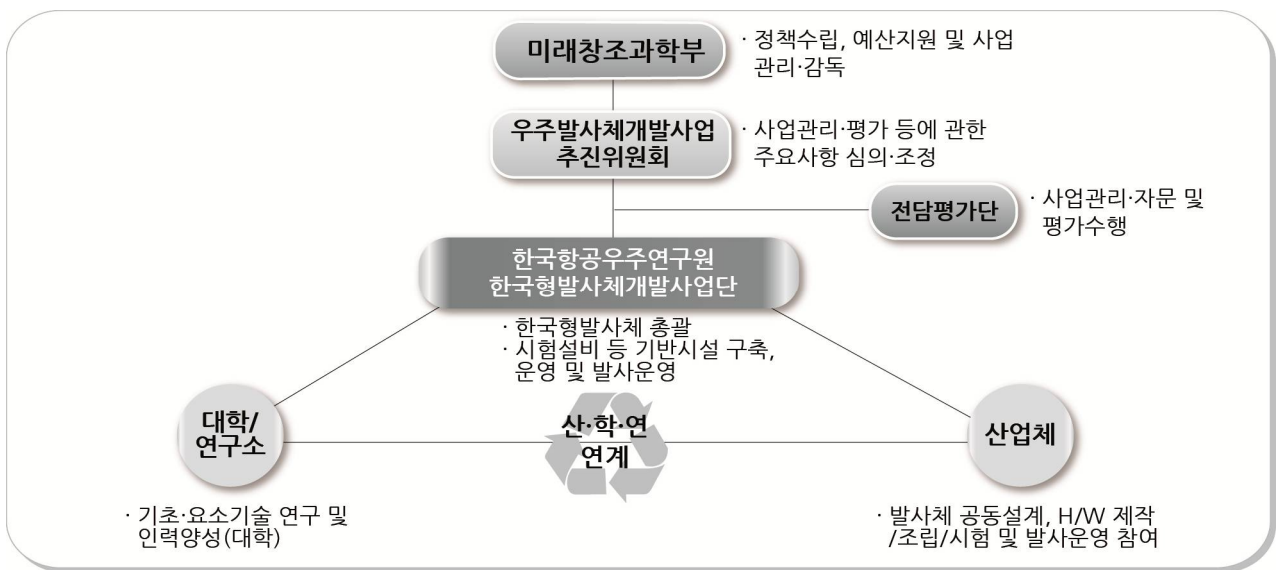 미래창조과학부
· 정책수립, 예산지원 및 사업
관리·감독
우주발사체개발사업
추진위원회
· 사업관리·평가 등에 관한
주요사항 심의·조정
전담평가단
· 사업관리·자문 및
평가수행
한국항공우주연구원
한국형발사체개발사업단
· 한국형발사체 총괄
· 시험설비 등 기반시설 구축,
운영 및 발사운영
대학/
연구소
산·학·연
연계
산업체
· 기초·요소기술 연구 및
인력양성(대학)
· 발사체 공동설계, H/W 제작
/조립/시험 및 발사운영 참여